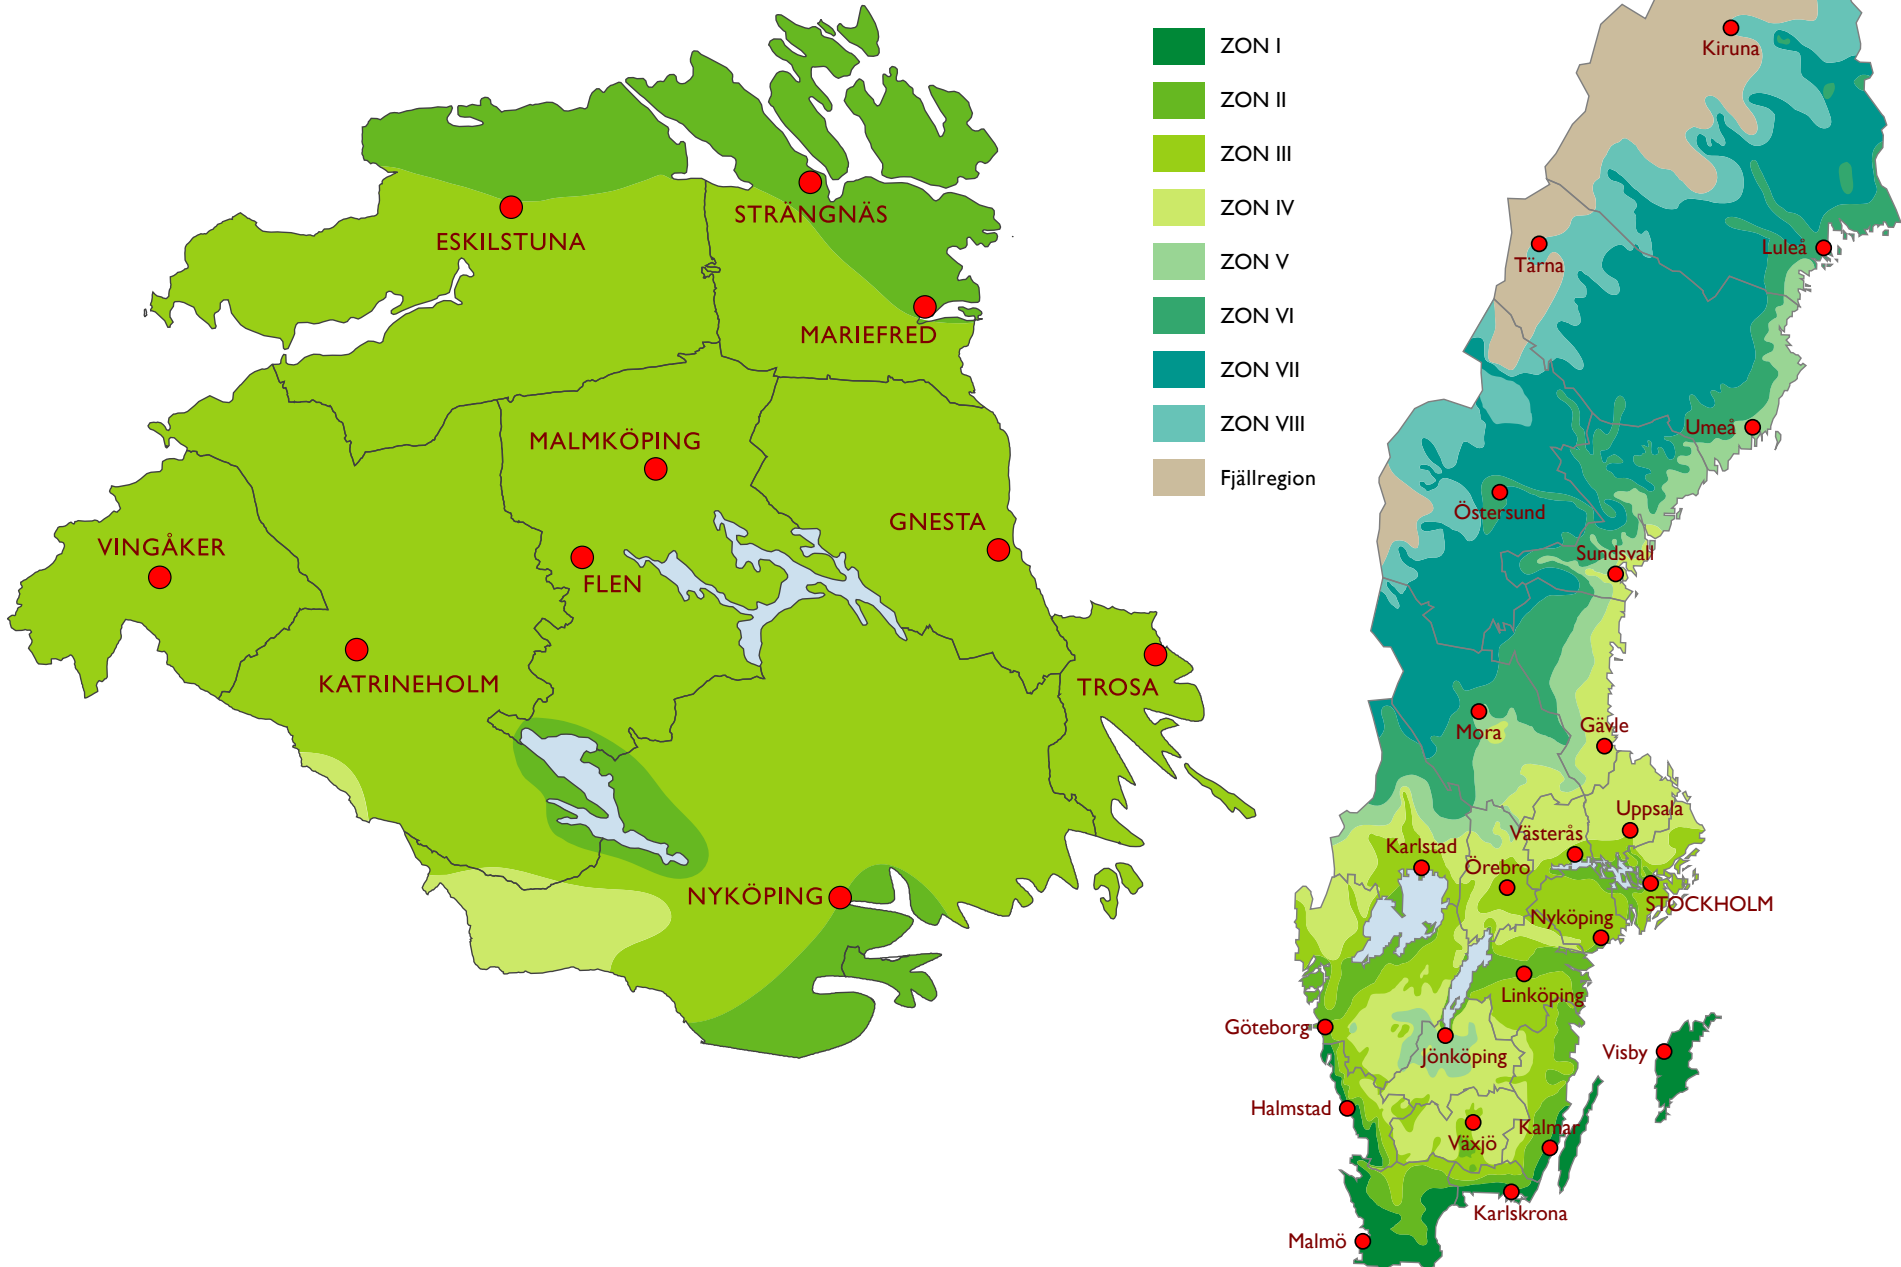 STRÄNGNÄS
ESKILSTUNA
MARIEFRED
MALMKÖPING
GNESTA
VINGÅKER
FLEN
KATRINEHOLM
TROSA
NYKÖPING
ZON I
ZON II
ZON III
ZON IV
ZON V
ZON VI
ZON VII
ZON VIII
Fjällregion
Kiruna
Luleå
Tärna
Umeå
Östersund
Sundsvall
Mora
Gävle
Uppsala
Västerås
Karlstad
Örebro
STOCKHOLM
Nyköping
Linköping
Göteborg
Jönköping
Visby
Halmstad
Kalmar
Växjö
Karlskrona
Malmö